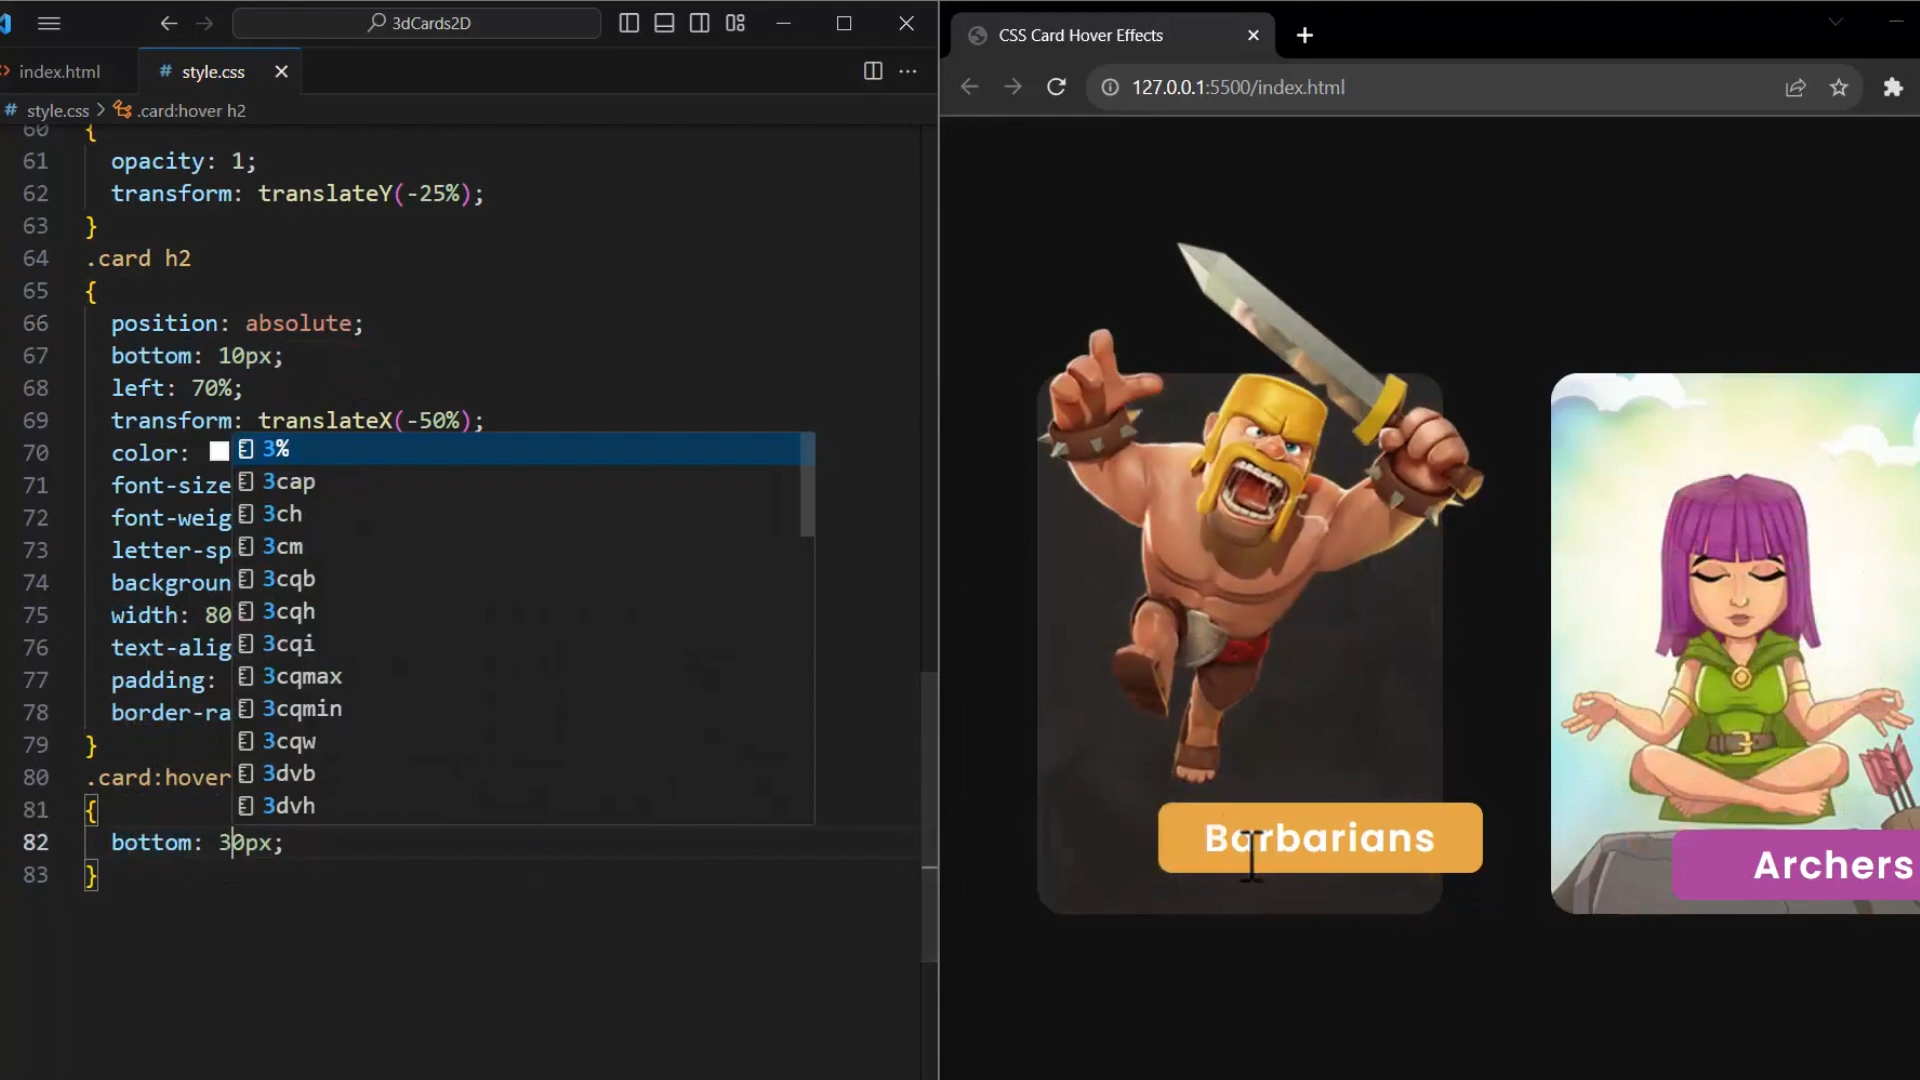 3dCards2D
index.html
# style.css
# style.css > .card:hover h2
60 {
61 opacity: 1;
62 transform: translateY(-25%);
63 }
64 .card h2
65 {
66 position: absolute;
67 bottom: 10px;
68 left: 70%;
69 transform: translateX(-50%);
70 color:
71 font-size
72 font-weig
73 letter-sp
74 backgroun
75 width: 80
76 text-alig
77 padding:
78 border-ra
79 }
80 .card:hover
81 {
82 bottom: 30px;
83 }
3%
3cap
3ch
3cm
3cqb
3cqh
3cqi
3cqmax
3cqmin
3cqw
3dvb
3dvh
CSS Card Hover Effects
127.0.0.1:5500/index.html
Barbarians
Archers